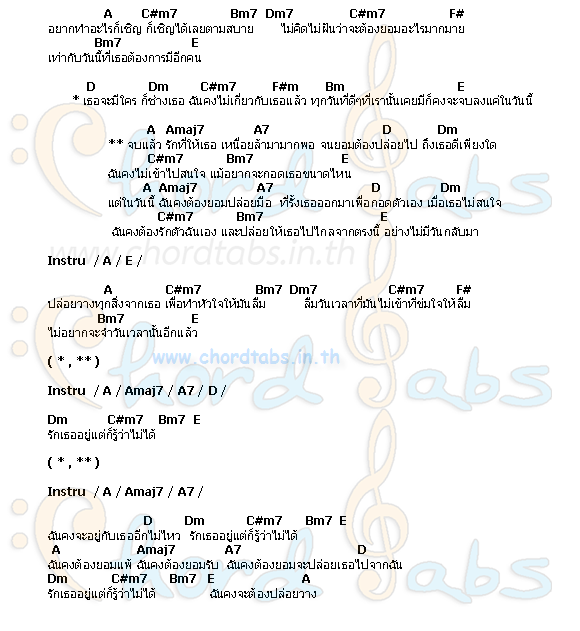 A C#m7 Bm7 Dm7 C#m7 F#
อยากทำอะไรก็เชิญ ก็เชิญได้เลยตามสบาย ไม่คิดไม่ฝันว่าจะต้องยอมอะไรมากมาย
Bm7 E
เท่ากับวันนี้ที่เธอต้องการมีอีกคน
D Dm C#m7 F#m Bm E
* เธอจะมีใคร ก็ช่างเธอ ฉันคงไม่เกี่ยวกับเธอแล้ว ทุกวันที่ดีๆที่เรานั้นเคยมีก็คงจะจบลงแค่ในวันนี้
A Amaj7 A7 D Dm
** จบแล้ว รักที่ให้เธอ เหนื่อยล้ามามากพอ จนยอมต้องปล่อยไป ถึงเธอดีเพียงใด
C#m7 Bm7 E
ฉันคงไม่เข้าไปสนใจ แม้อยากจะกอดเธอขนาดไหน
A Amaj7 A7 D Dm
แต่ในวันนี้ ฉันคงต้องยอมปล่อยมือ ที่รั้งเธอออกมาเพื่อกอดตัวเอง เมื่อเธอไม่สนใจ
C#m7 Bm7 E
ฉันคงต้องรักตัวฉันเอง และปล่อยให้เธอไปไกลจากตรงนี้ อย่างไม่มีวันกลับมา
www.chordtabs.in.th
Instru / A / E /
A C#m7 Bm7 Dm7 C#m7 F#
ปล่อยวางทุกสิ่งจากเธอ เพื่อทำหัวใจให้มันลืม ลืมวันเวลาที่มันไม่เข้าที่ข่มใจให้ลืม
Bm7 E
ไม่อยากจะจำวันเวลานั้นอีกแล้ว
www.chordtabs.in.th
( * , ** )
Chord Tabs
Instru / A / Amaj7 / A7 / D /
Dm C#m7 Bm7 E
รักเธออยู่แต่ก็รู้ว่าไม่ได้
( * , ** )
Instru / A / Amaj7 / A7 /
D Dm C#m7 Bm7 E
ฉันคงจะอยู่กับเธออีกไม่ไหว รักเธออยู่แต่ก็รู้ว่าไม่ได้
A Amaj7 A7 D
ฉันคงต้องยอมแพ้ ฉันคงต้องยอมรับ ฉันคงต้องยอมจะปล่อยเธอไปจากฉัน
Dm C#m7 Bm7 E A
รักเธออยู่แต่ก็รู้ว่าไม่ได้ ฉันคงจะต้องปล่อยวาง
Chord Tabs